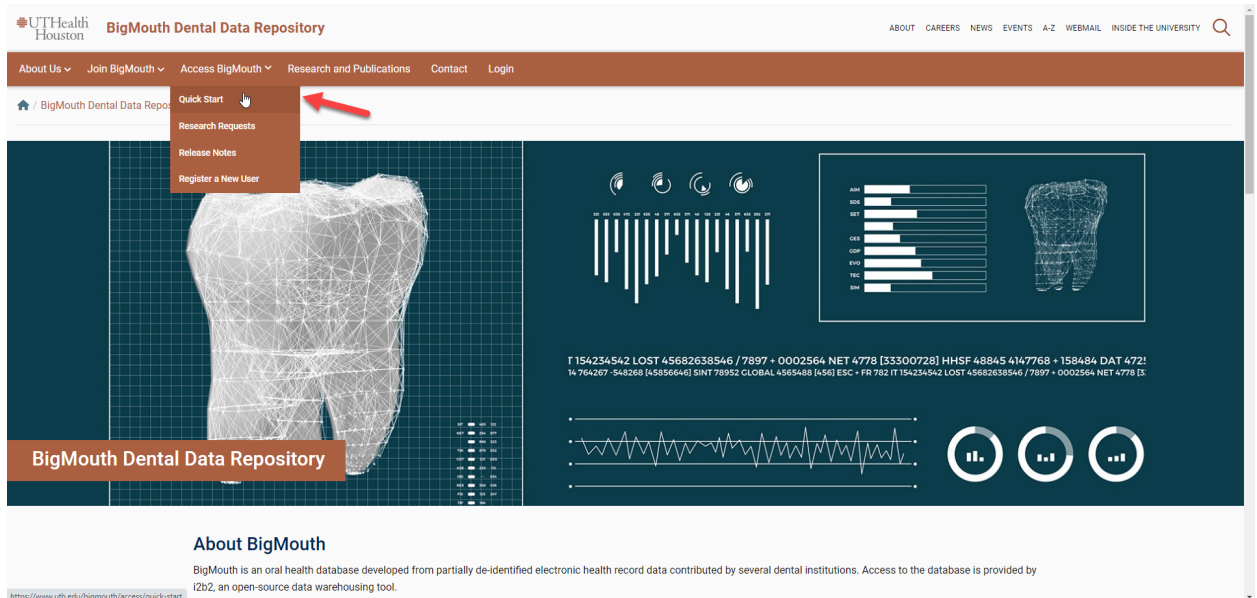 UTHealth
Houston
BigMouth Dental Data Repository
ABOUT CAREERS NEWS EVENTS A-Z WEBMAIL INSIDE THE UNIVERSITY
About Us Join BigMouth Access BigMouth Research and Publications Contact Login
/ BigMouth Dental Data Repos
Quick Start
Research Requests
Release Notes
Register a New User
AIM
SDS
SET
GES
GDP
EVO
TEC
SIM
T 154234542 LOST 45682638546 / 7897 + 0002564 NET 4778 [33300728] HHSF 48845 4147768 + 158484 DAT 472
14 764267 -548268 [45856646] SINT 78952 GLOBAL 4565488 [456] ESC + FR 782 IT 154234542 LOST 45682638546 / 7897 + 0002564 NET 4778 [3
BigMouth Dental Data Repository
About BigMouth
BigMouth is an oral health database developed from partially de-identified electronic health record data contributed by several dental institutions. Access to the database is provided by
i2b2, an open-source data warehousing tool.
https://www.uth.edu/bigmouth/access/quick-start